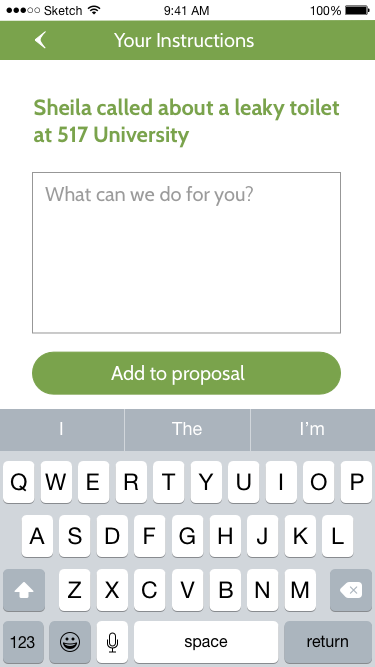 Sketch 9:41 AM 100%
Your Instructions
Sheila called about a leaky toilet
at 517 University
What can we do for you?
Add to proposal
I The I'm
Q W E R T Y U I O P
A S D F G H J K L
Z X C V B N M
123 space return